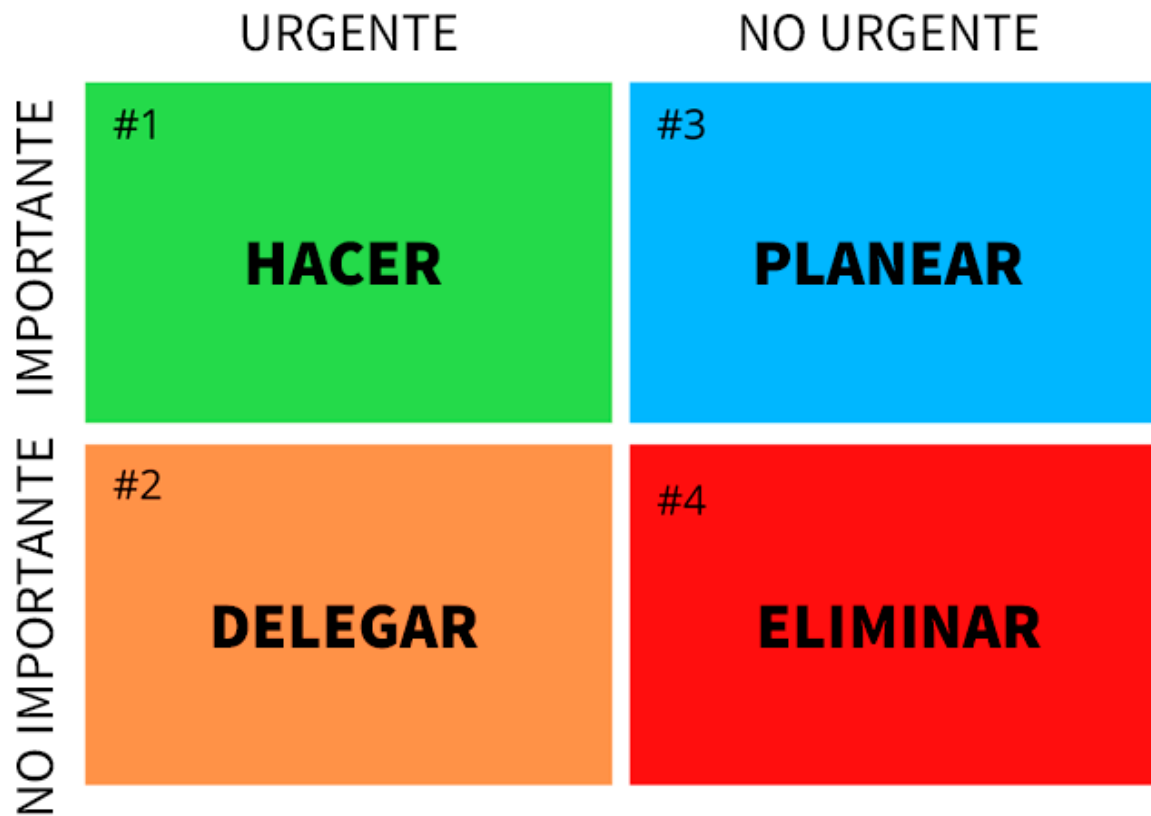 URGENTE
NO URGENTE
IMPORTANTE
#1
HACER
#3
PLANEAR
NO IMPORTANTE
#2
DELEGAR
#4
ELIMINAR